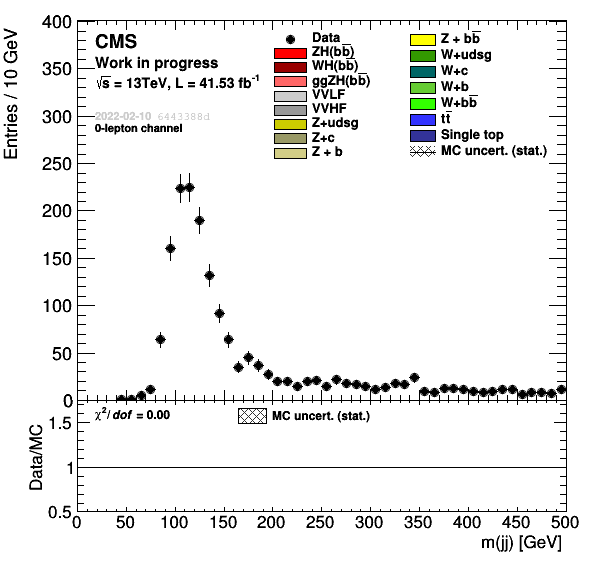 400
350
300
250
200
150
100
50
0
Entries / 10 GeV
CMS
Work in progress
√s = 13TeV, L = 41.53 fb⁻¹
2022-02-10 6443388d
0-lepton channel
Data
ZH(bb̅)
WH(bb̅)
ggZH(bb̅)
VVLF
VVHF
Z+udsg
Z+c
Z + b
Z + bb̅
W+udsg
W+c
W+b
W+bb̅
tt̅
Single top
MC uncert. (stat.)
χ²/dof = 0.00
MC uncert. (stat.)
1.5
1
0.5
Data/MC
0 50 100 150 200 250 300 350 400 450 500
m(jj) [GeV]